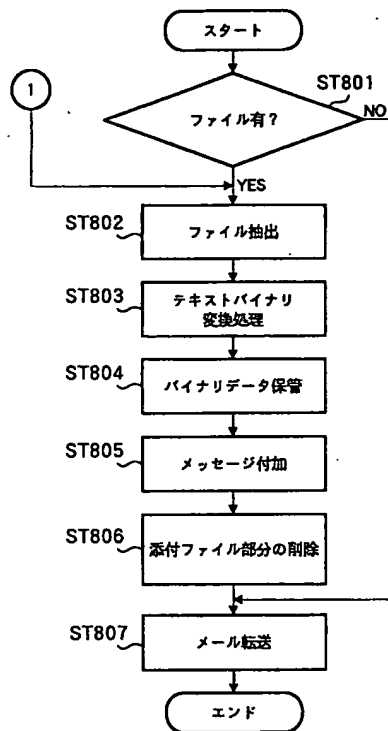 スタート
1
ST801
ファイル有?
NO
YES
ST802
ファイル抽出
ST803
テキストバイナリ
変換処理
ST804
バイナリデータ保管
ST805
メッセージ付加
ST806
添付ファイル部分の削除
ST807
メール転送
エンド